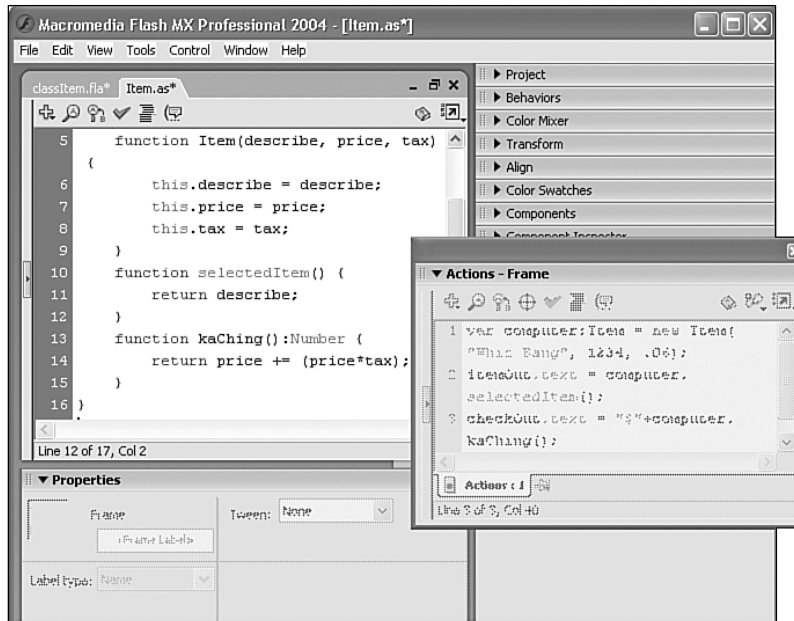 Macromedia Flash MX Professional 2004 - [Item.as*]
File Edit View Tools Control Window Help
classItem.fla* Item.as*
5 function Item(describe, price, tax)
{
6 this.describe = describe;
7 this.price = price;
8 this.tax = tax;
9 }
10 function selectedItem() {
11 return describe;
12 }
13 function kaChing():Number {
14 return price += (price*tax);
15 }
16 }
Line 12 of 17, Col 2
Project
Behaviors
Color Mixer
Transform
Align
Color Swatches
Components
Component Inspector
Actions - Frame
1 var computer:Item = new Item(
"Whiz Bang", 1234, .06);
2 itemOut.text = computer.
selectedItem();
3 checkOut.text = "$"+computer.
kaChing();
Actions : 1
Line 3 of 3, Col 40
Properties
Frame
<Frame Label>
Tween: None
Label type: Name